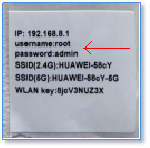 IP: 192.168.8.1
username:root
password:admin
SSID(2.4G):HUAWEI-58cY
SSID(5G):HUAWEI-58cY-5G
WLAN key:8jcV3NUZ3X